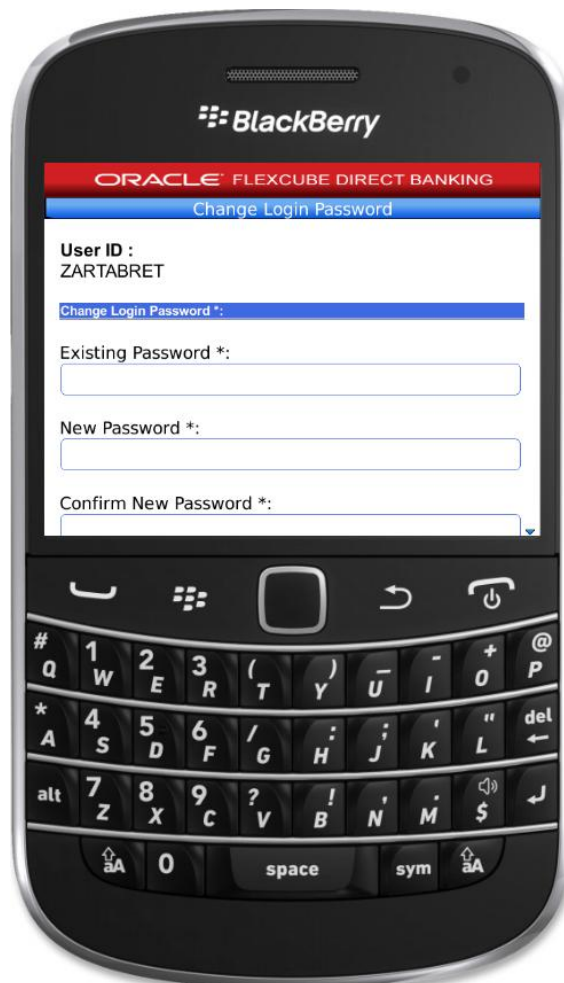 BlackBerry
ORACLE FLEXCUBE DIRECT BANKING
Change Login Password
User ID :
ZARTABRET
Change Login Password *:
Existing Password *:
New Password *:
Confirm New Password *:
# 1 2 3 ( ) _ - + @
Q W E R T Y U I O P
* 4 5 6 / : ; ' " del
A S D F G H J K L
alt 7 8 9 ? ! , . $
Z X C V B N M
aA 0 space sym aA